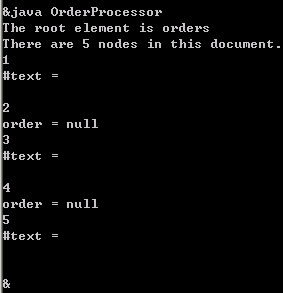 &java OrderProcessor
The root element is orders
There are 5 nodes in this document.
1
#text =
2
order = null
3
#text =
4
order = null
5
#text =
&